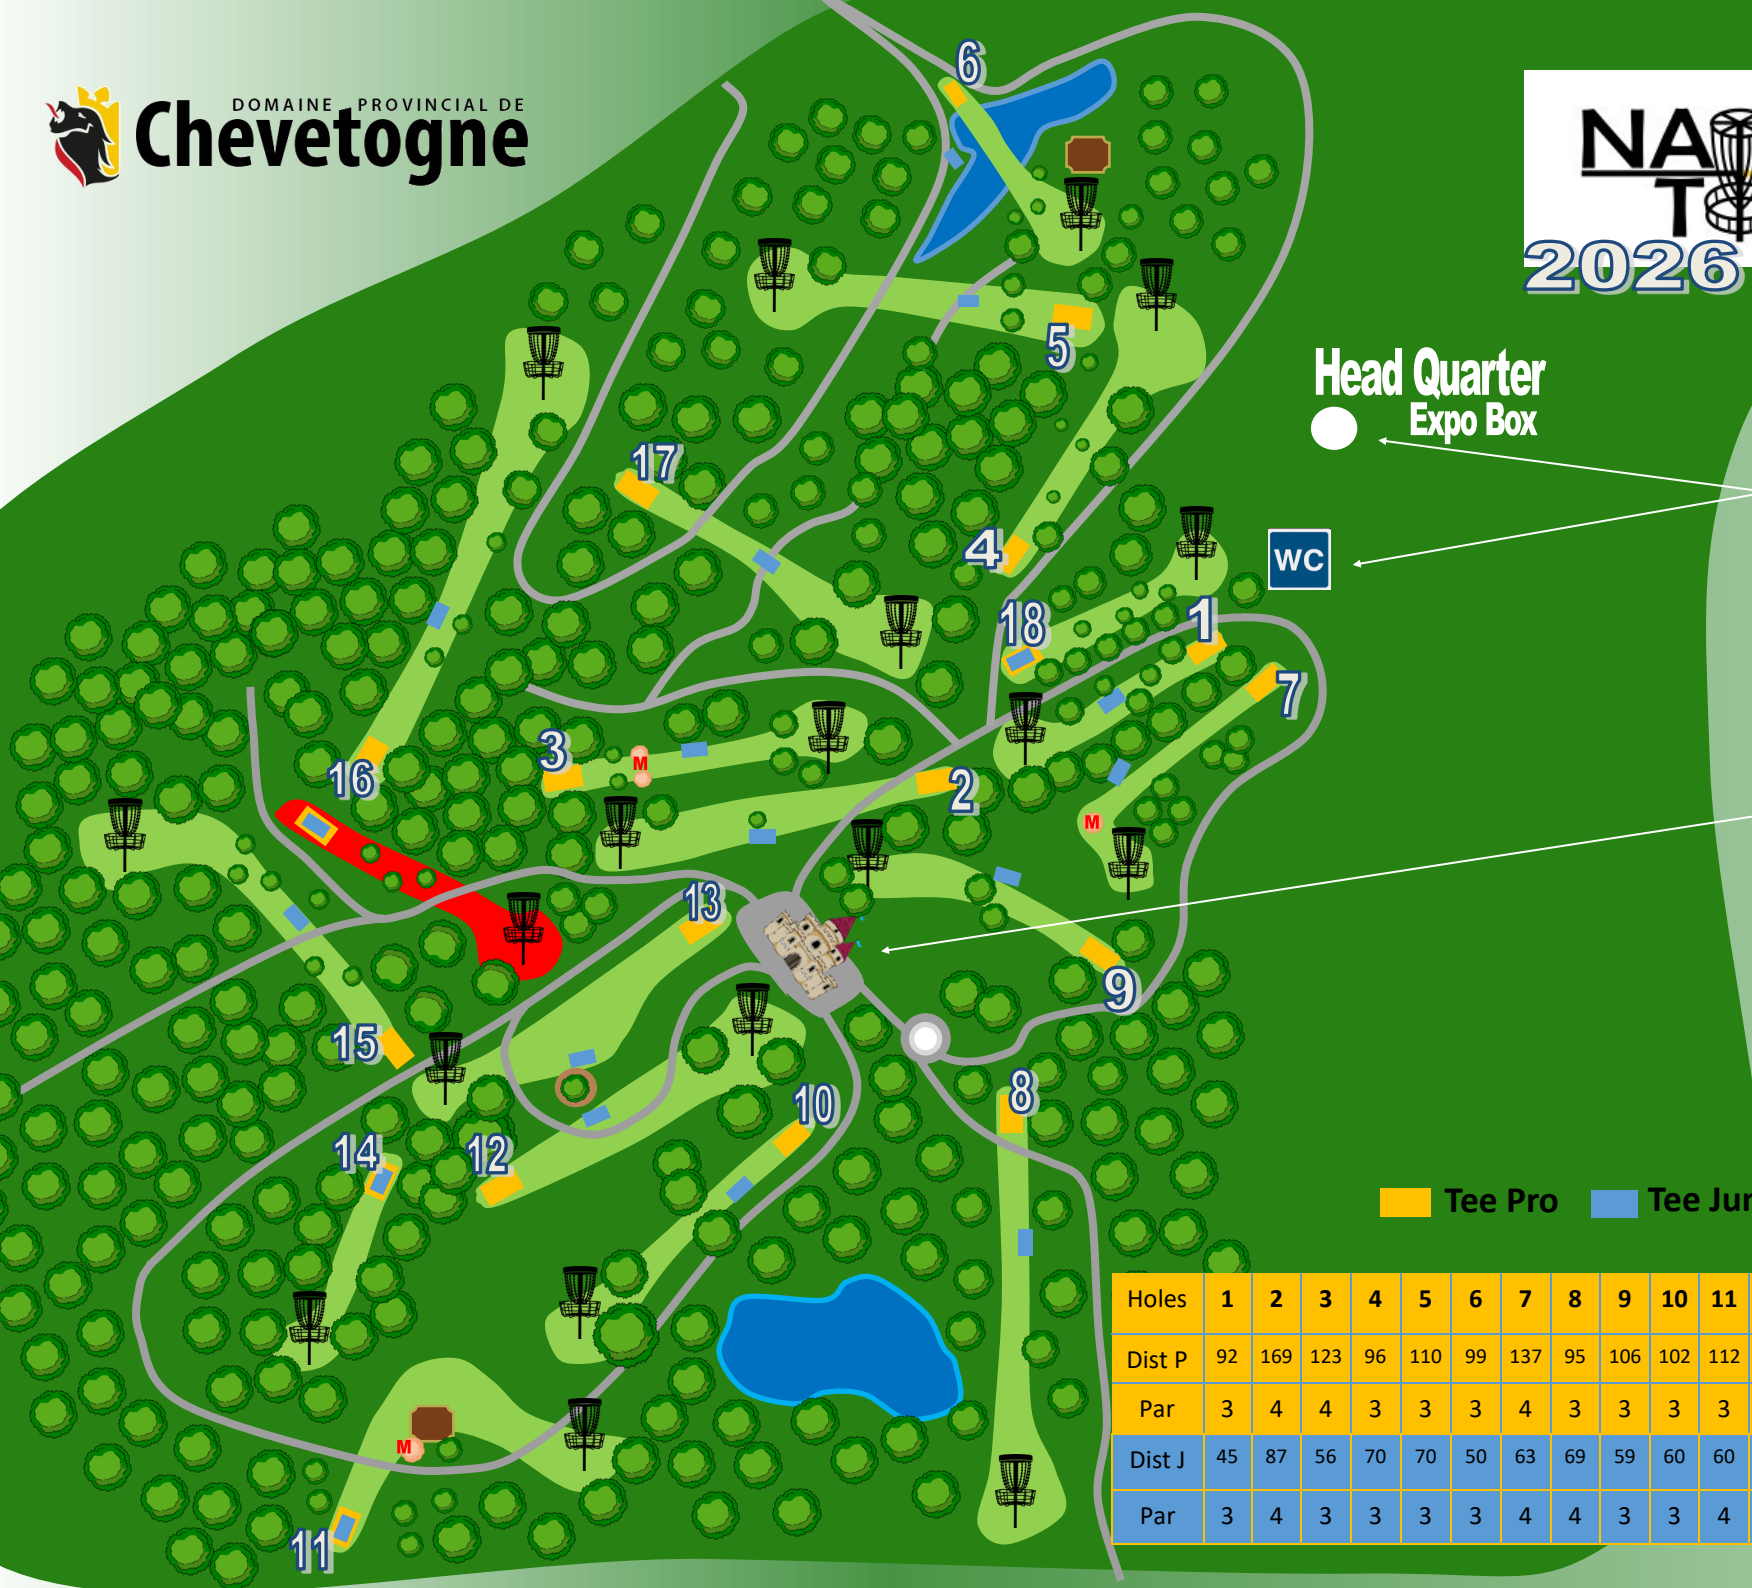 DOMAINE PROVINCIAL DE
Chevetogne
NA
T
2026
Head Quarter
Expo Box
WC
6
5
17
4
18
1
7
3
M
16
2
M
13
9
15
8
10
14
12
M
11
Tee Pro
Tee Jun
Holes 1 2 3 4 5 6 7 8 9 10 11
Dist P 92 169 123 96 110 99 137 95 106 102 112
Par 3 4 4 3 3 3 4 3 3 3 3
Dist J 45 87 56 70 70 50 63 69 59 60 60
Par 3 4 3 3 3 3 4 4 3 3 4